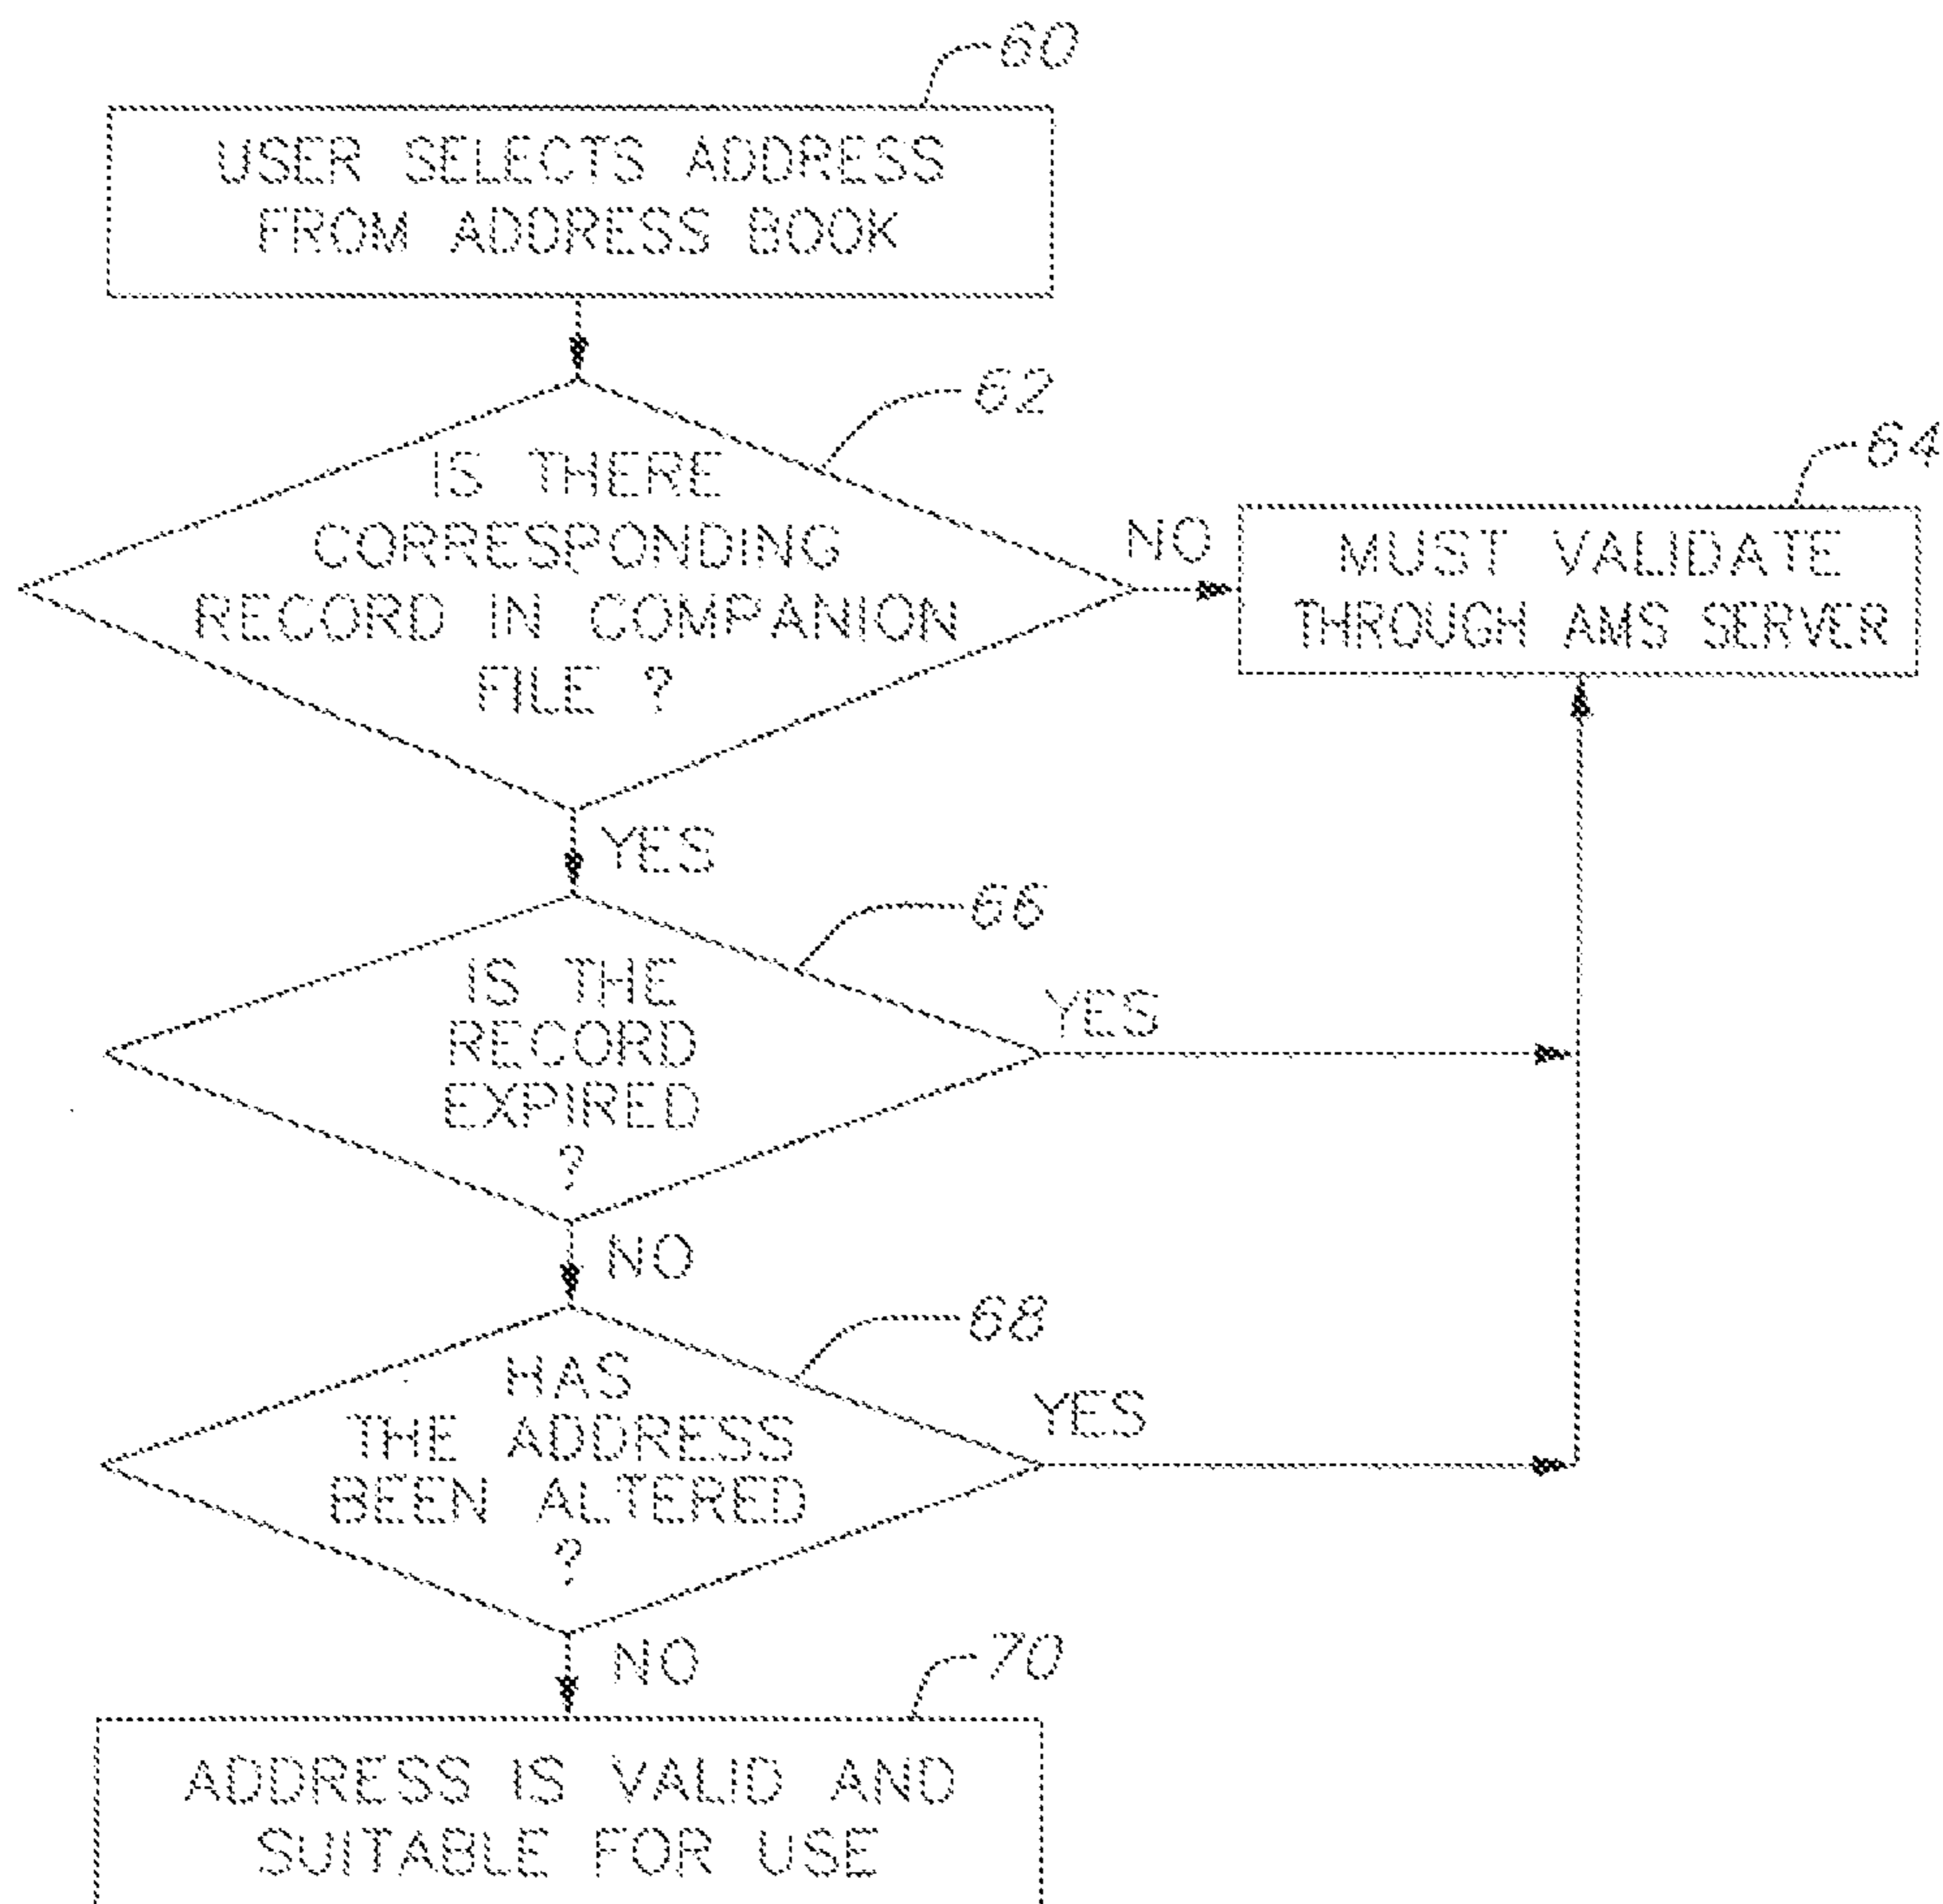 60
USER SELECTS ADDRESS
FROM ADDRESS BOOK
62
IS THERE
CORRESPONDING
RECORD IN COMPANION
FILE ?
NO
64
MUST VALIDATE
THROUGH AMS SERVER
YES
66
IS THE
RECORD
EXPIRED
?
YES
NO
68
HAS
THE ADDRESS
BEEN ALTERED
?
YES
NO
70
ADDRESS IS VALID AND
SUITABLE FOR USE